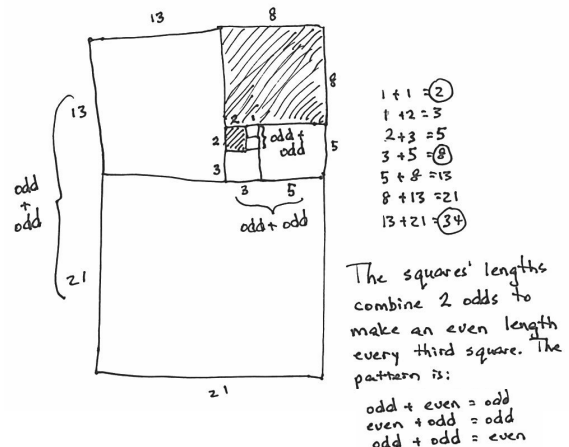 13
8
13
8
2
1
2
odd +
odd
5
3
3
5
odd + odd
odd
+
odd
21
21
1 + 1 = 2
1 + 2 = 3
2 + 3 = 5
3 + 5 = 8
5 + 8 = 13
8 + 13 = 21
13 + 21 = 34
The squares' lengths
combine 2 odds to
make an even length
every third square. The
pattern is:
odd + even = odd
even + odd = odd
odd + odd = even